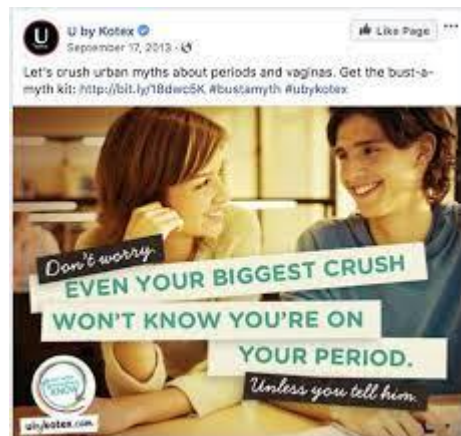 U by Kotex
September 17, 2013
Like Page
Let's crush urban myths about periods and vaginas. Get the bust-a-
myth kit: http://bit.ly/18dwc5K #bustamyth #ubykotex
Don't worry.
EVEN YOUR BIGGEST CRUSH
WON'T KNOW YOU'RE ON
YOUR PERIOD.
Unless you tell him.
KNOW
ubykotex.com